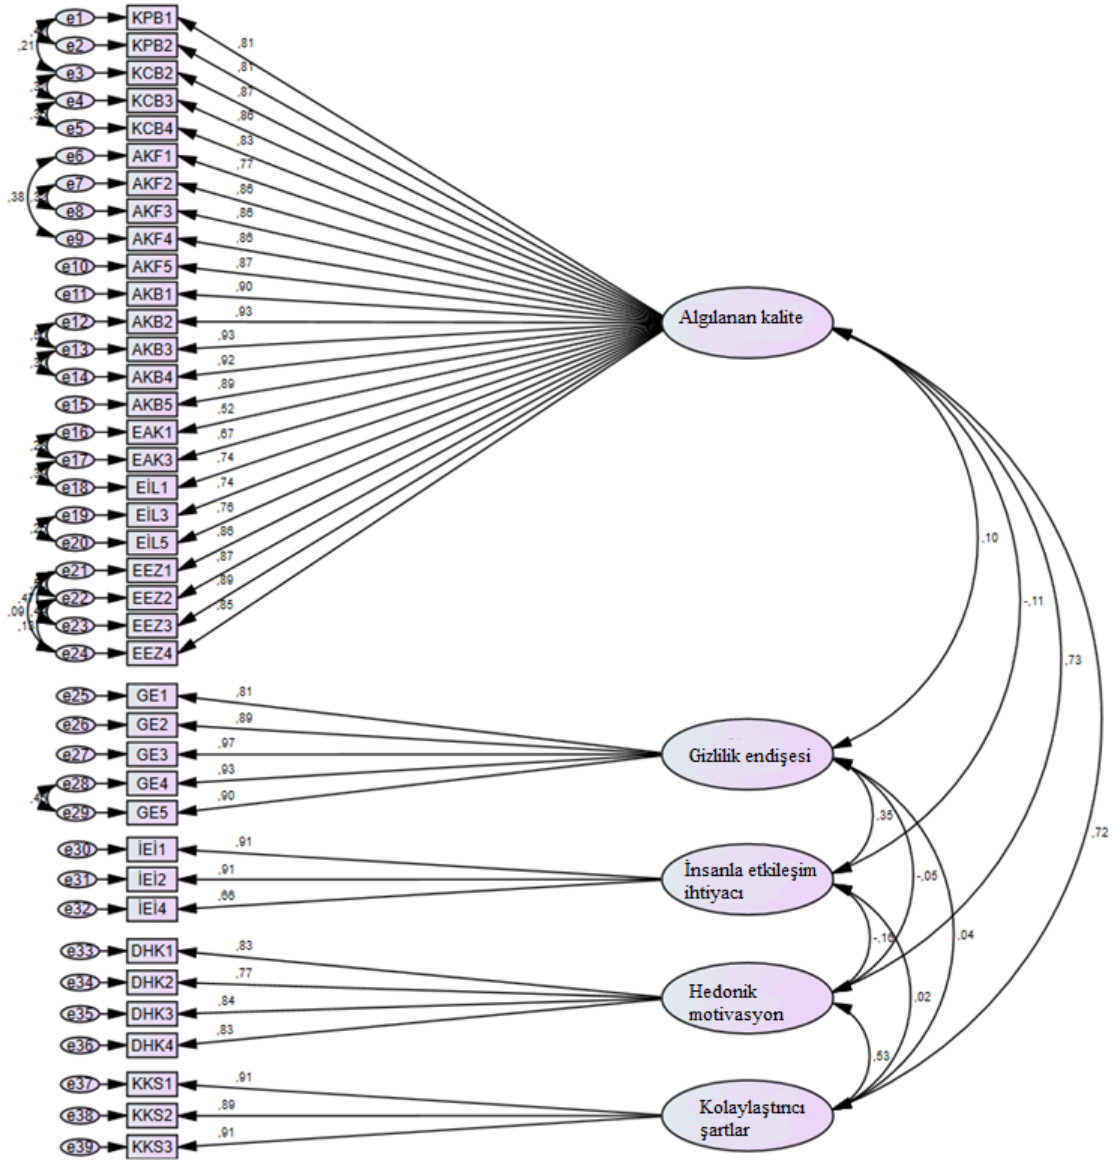 e1 KPB1 ,81
e2 KPB2 ,81
,21
e3 KCB2 ,87
e4 KCB3 ,86
e5 KCB4 ,83
e6 AKF1 ,77
e7 AKF2 ,86
,38
e8 AKF3 ,86
e9 AKF4 ,86
e10 AKF5 ,87
e11 AKB1 ,90
e12 AKB2 ,93
e13 AKB3 ,93
e14 AKB4 ,92
e15 AKB5 ,89
e16 EAK1 ,52
e17 EAK3 ,67
e18 EİL1 ,74
e19 EİL3 ,74
e20 EİL5 ,76
e21 EEZ1 ,86
e22 EEZ2 ,87
,09
e23 EEZ3 ,89
e24 EEZ4 ,85
Algılanan kalite
,10
-,11
,73
,72
e25 GE1 ,81
e26 GE2 ,89
e27 GE3 ,97
e28 GE4 ,93
e29 GE5 ,90
Gizlilik endişesi
,35
-,05
,04
e30 İEİ1 ,91
e31 İEİ2 ,91
e32 İEİ4 ,66
İnsanla etkileşim
ihtiyacı
-,16
,02
e33 DHK1 ,83
e34 DHK2 ,77
e35 DHK3 ,84
e36 DHK4 ,83
Hedonik
motivasyon
,53
e37 KKS1 ,91
e38 KKS2 ,89
e39 KKS3 ,91
Kolaylaştırıcı
şartlar